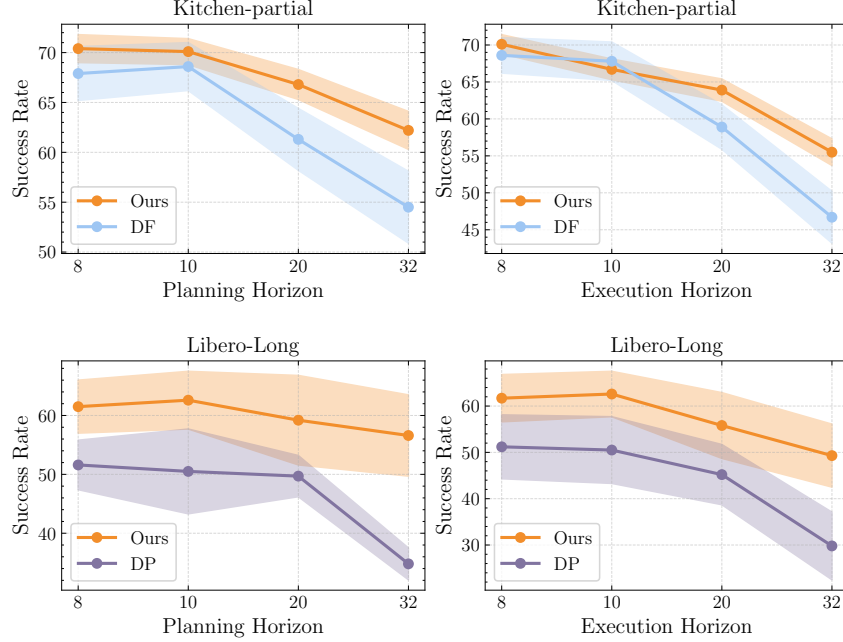 Kitchen-partial
Success Rate
70
65
60
55
50
Ours
DF
8
10
20
32
Planning Horizon
Kitchen-partial
Success Rate
70
65
60
55
50
45
Ours
DF
8
10
20
32
Execution Horizon
Libero-Long
Success Rate
60
50
40
Ours
DP
8
10
20
32
Planning Horizon
Libero-Long
Success Rate
60
50
40
30
Ours
DP
8
10
20
32
Execution Horizon